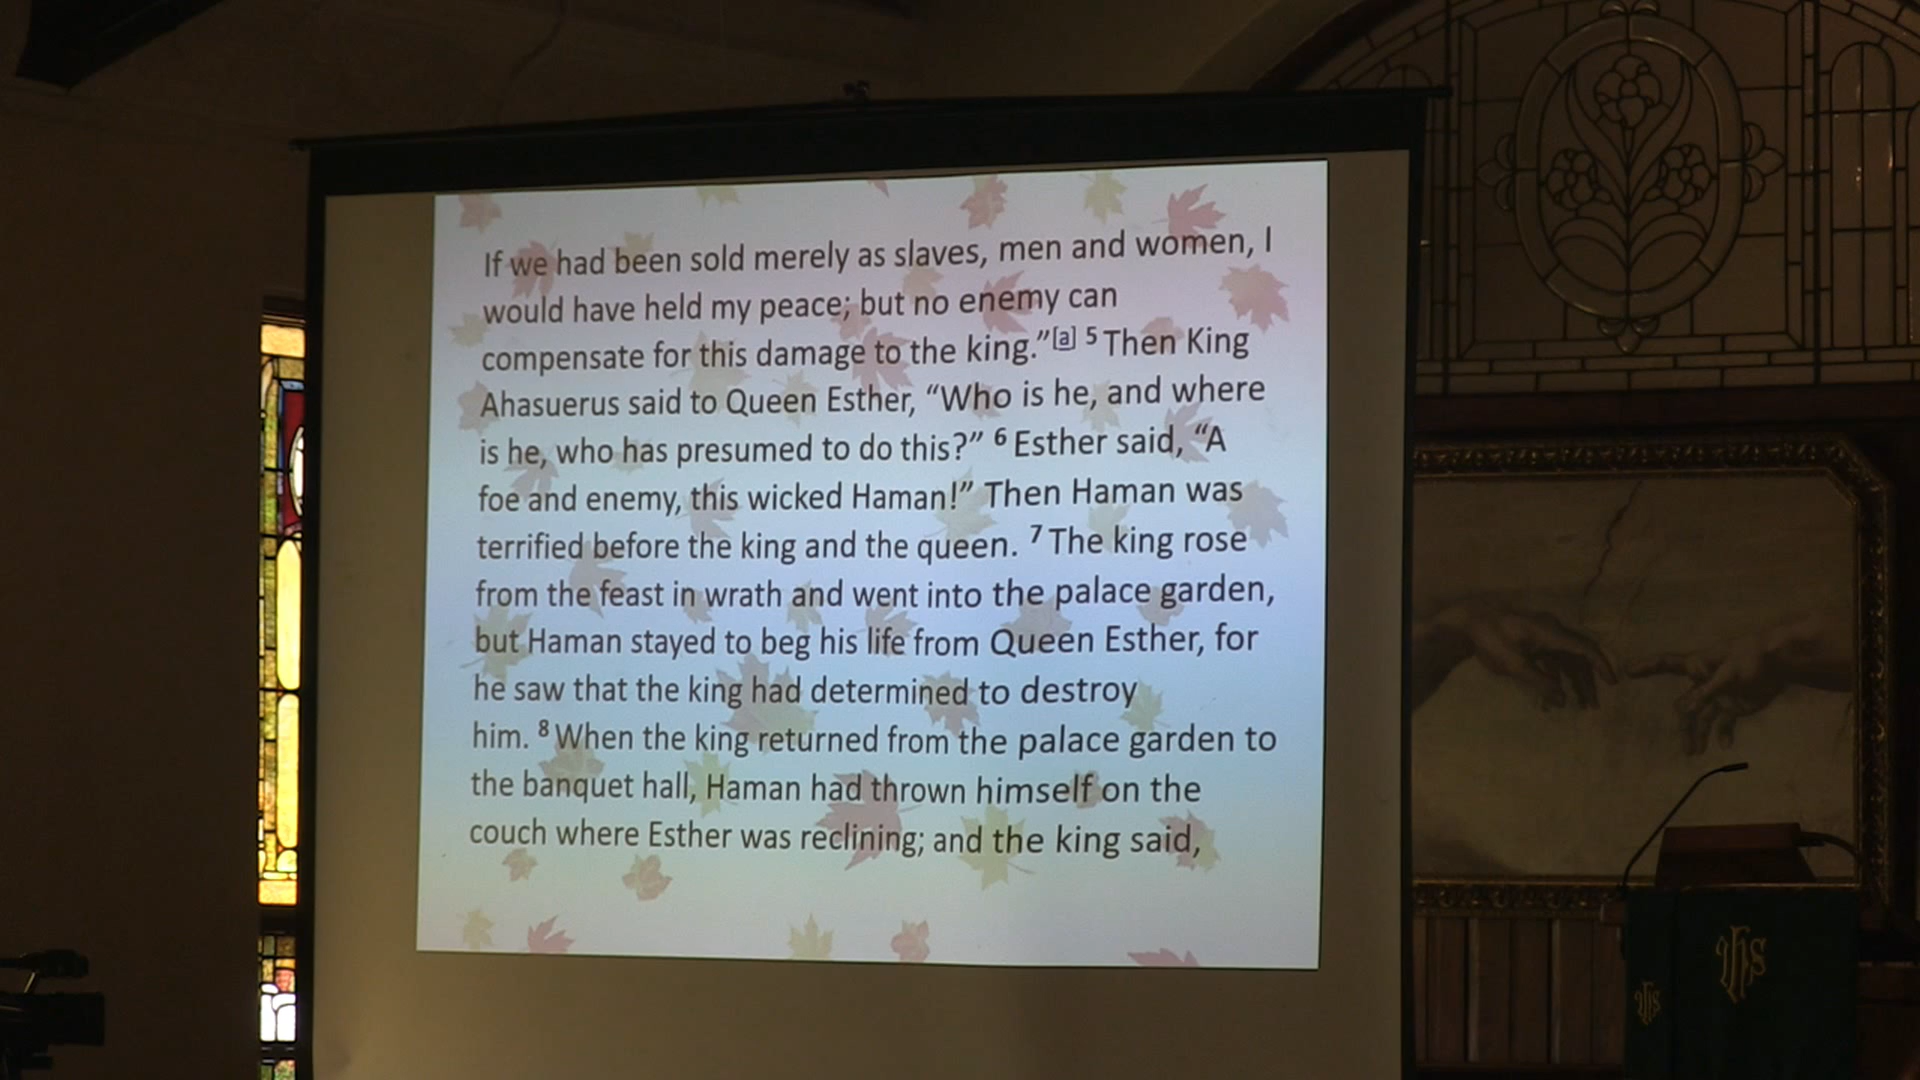 If we had been sold merely as slaves, men and women, I
would have held my peace; but no enemy can
compensate for this damage to the king.”[a] 5 Then King
Ahasuerus said to Queen Esther, “Who is he, and where
is he, who has presumed to do this?” 6 Esther said, “A
foe and enemy, this wicked Haman!” Then Haman was
terrified before the king and the queen. 7 The king rose
from the feast in wrath and went into the palace garden,
but Haman stayed to beg his life from Queen Esther, for
he saw that the king had determined to destroy
him. 8 When the king returned from the palace garden to
the banquet hall, Haman had thrown himself on the
couch where Esther was reclining; and the king said,
IHS
IHS